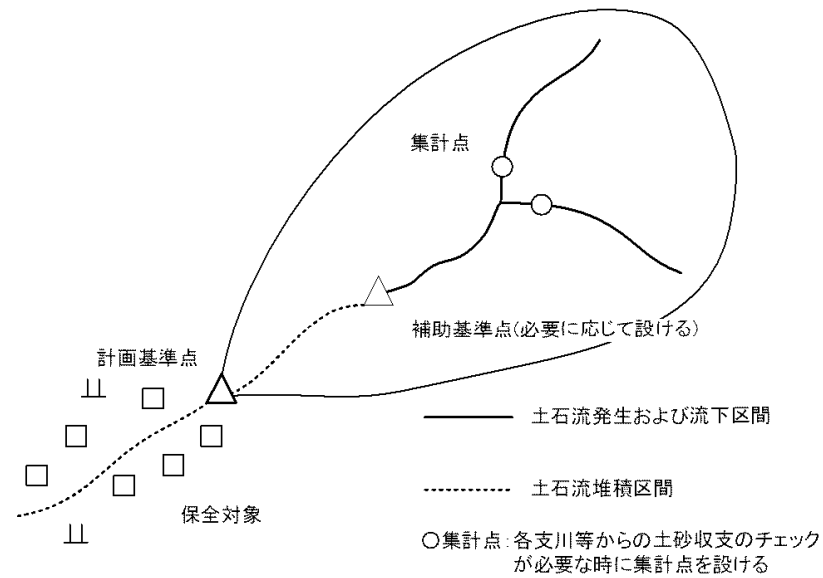 集計点
補助基準点(必要に応じて設ける)
計画基準点
土石流発生および流下区間
土石流堆積区間
保全対象
○集計点:各支川等からの土砂収支のチェック
が必要な時に集計点を設ける